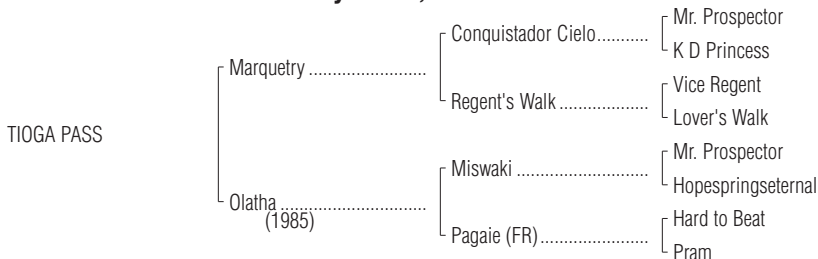 Mr. Prospector
Conquistador Cielo...........
K D Princess
Marquetry ..........................
Vice Regent
Regent's Walk ....................
Lover's Walk
TIOGA PASS
Mr. Prospector
Miswaki .............................
Hopespringseternal
Olatha ................................
(1985)
Hard to Beat
Pagaie (FR)........................
Pram